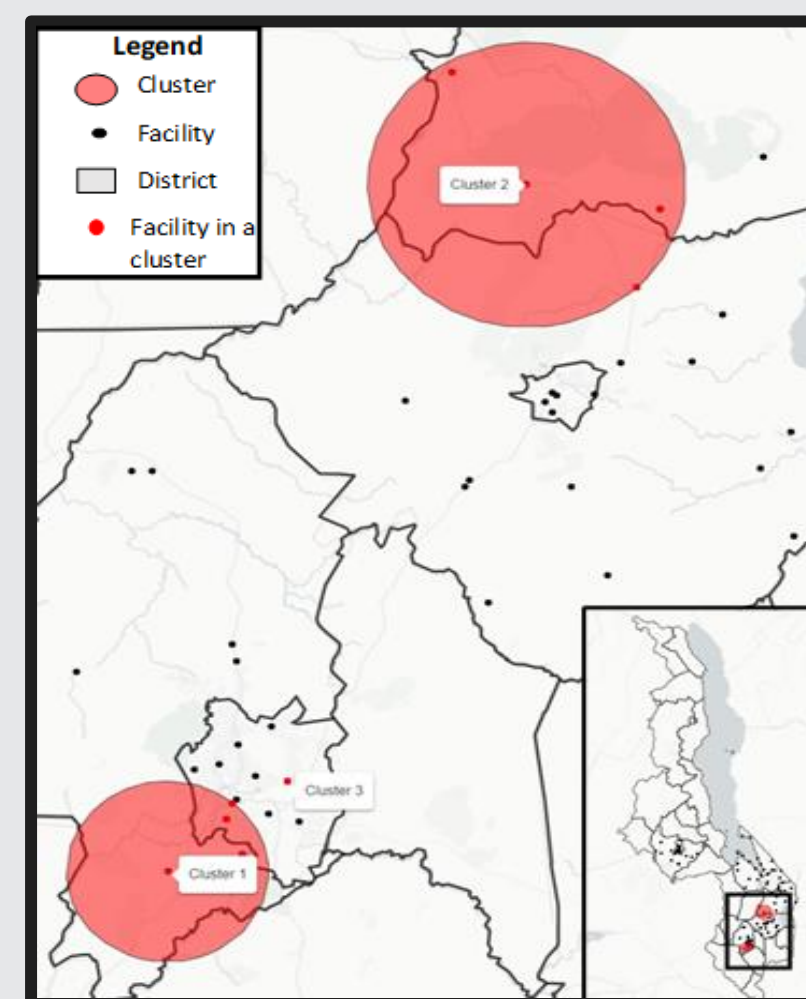 Legend
Cluster
Facility
District
Facility in a
cluster
Cluster 2
Cluster 3
Cluster 1